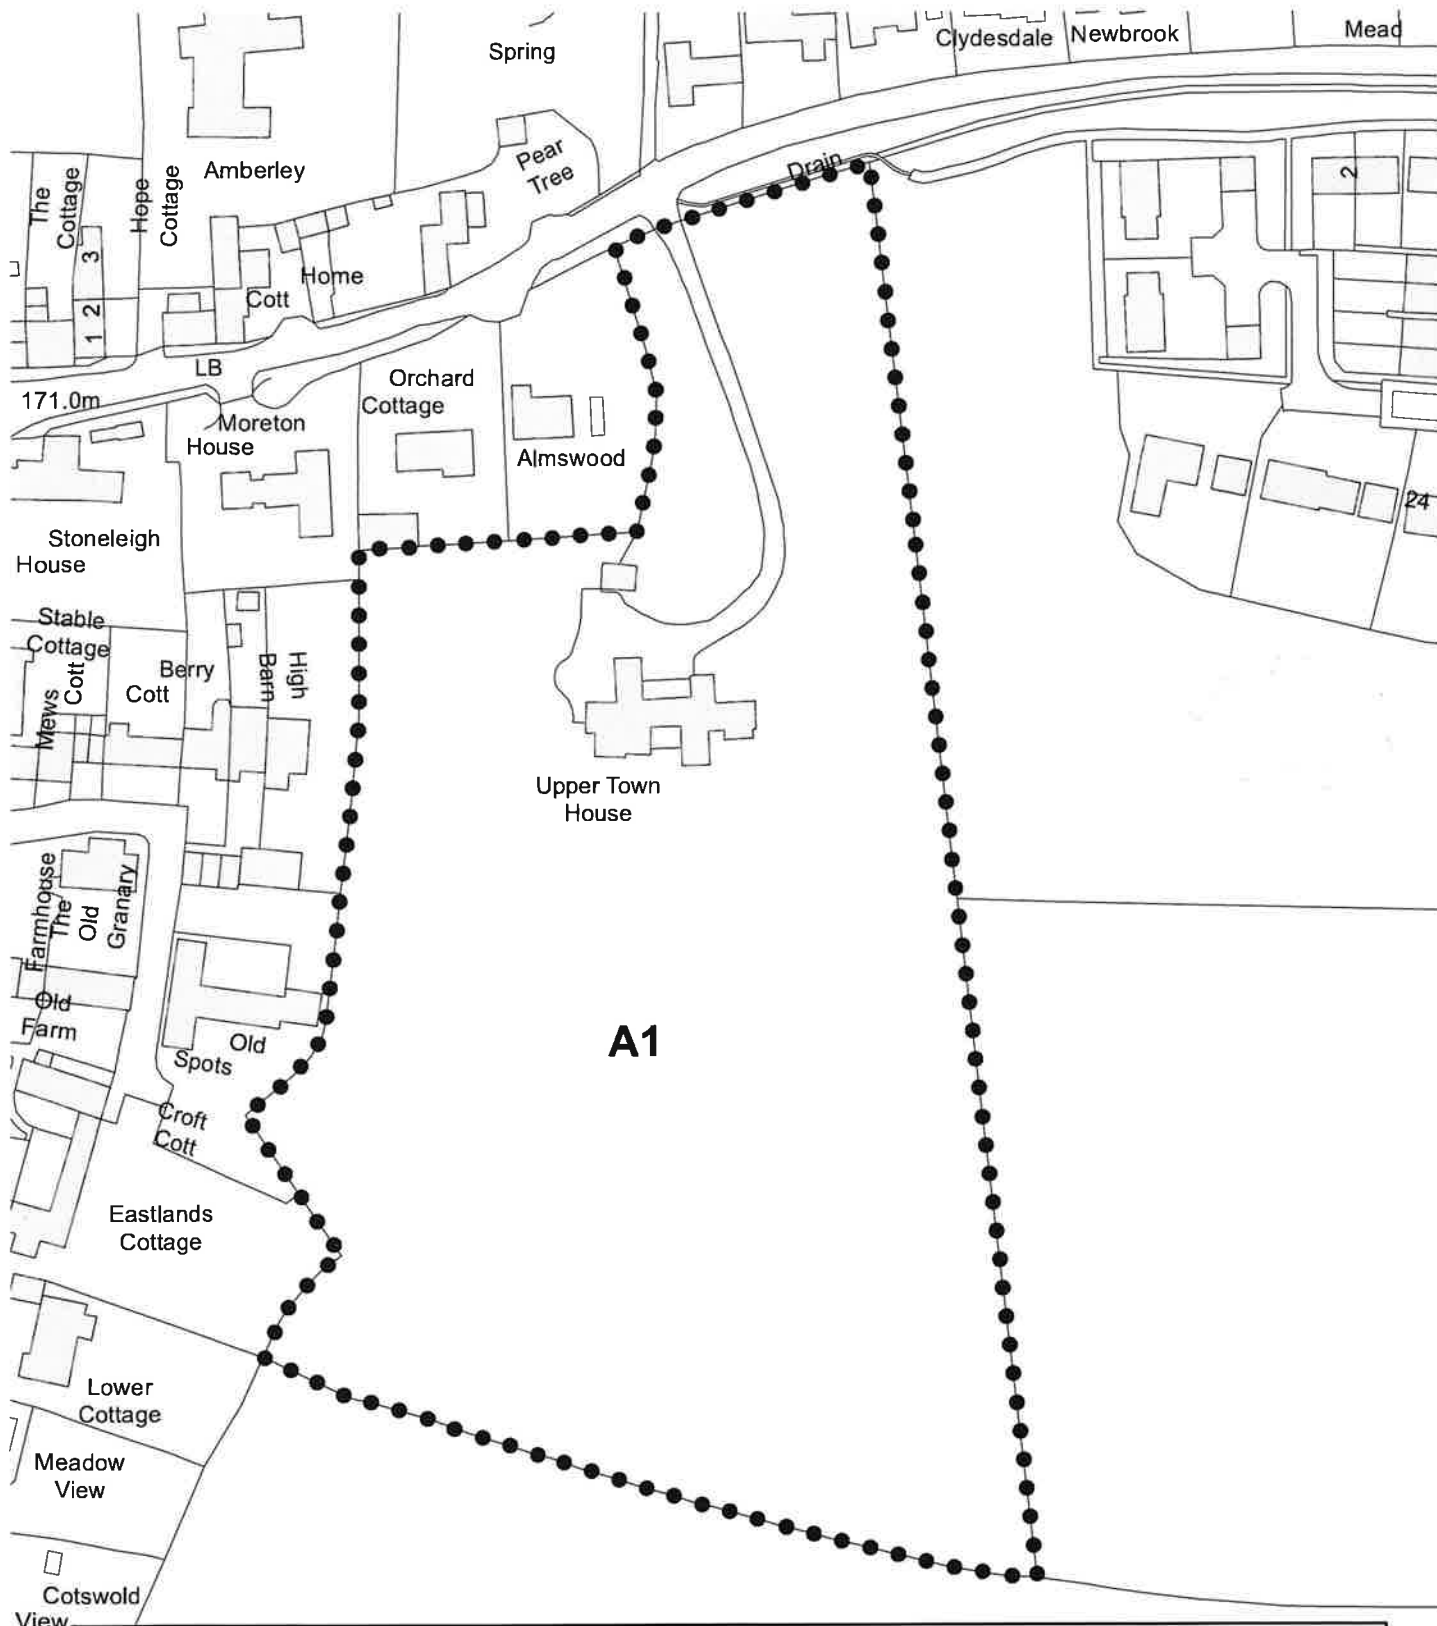 Spring
Clydesdale
Newbrook
Mead
Pear
Tree
Drain
Amberley
The
Cottage
Hope
Cottage
3
2
1
2
Home
Cott
LB
171.0m
Orchard
Cottage
Moreton
House
Almswood
24
Stoneleigh
House
Stable
Cottage
Mews
Cott
Berry
Cott
High
Barn
Upper Town
House
Farmhouse
The
Old
Granary
Old
Farm
Old
Spots
A1
Croft
Cott
Eastlands
Cottage
Lower
Cottage
Meadow
View
Cotswold
View